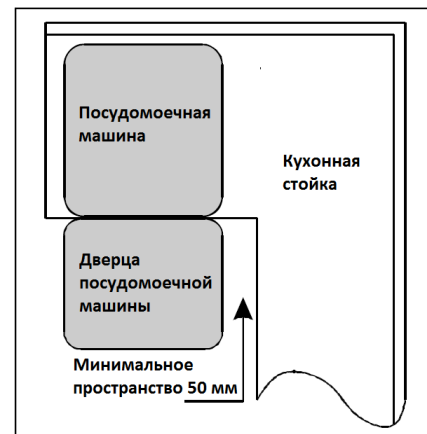 Посудомоечная
машина
Кухонная
стойка
Дверца
посудомоечной
машины
Минимальное
пространство 50 мм